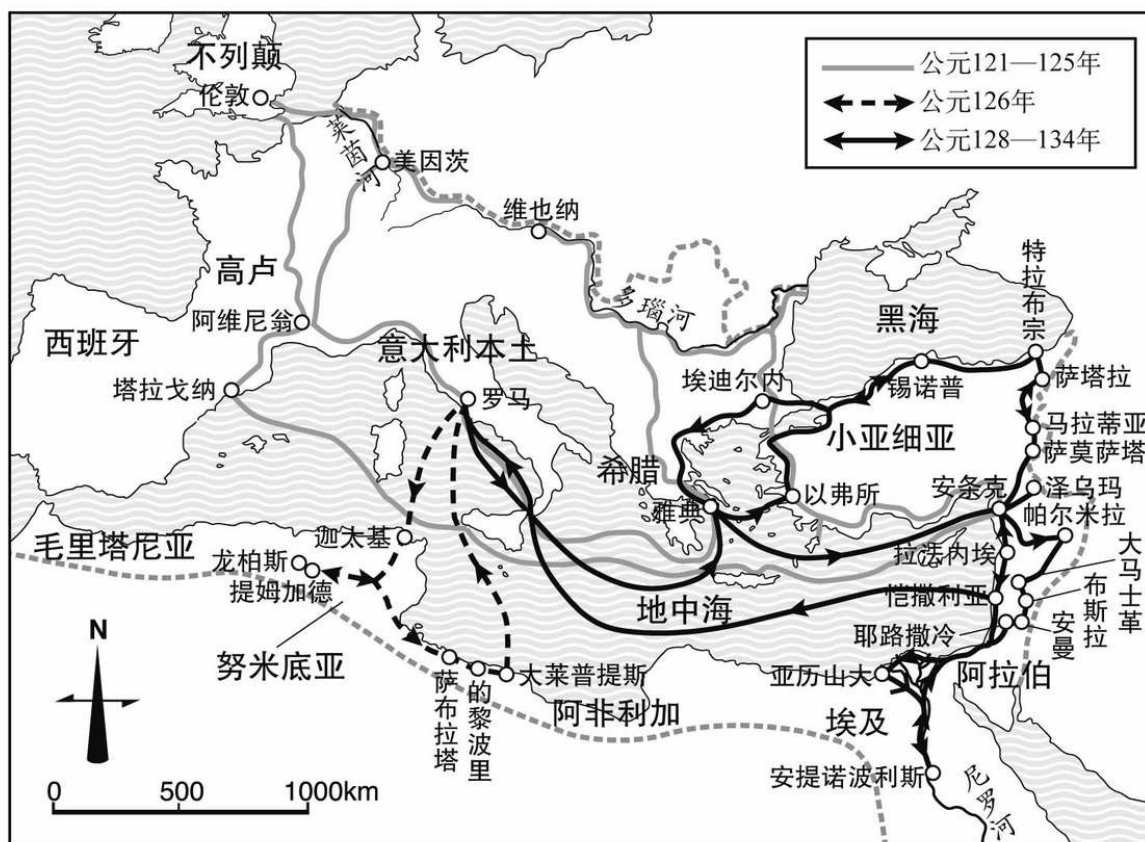 不列颠
伦敦
莱茵河
美因茨
维也纳
公元121—125年
公元126年
公元128—134年
高卢
阿维尼翁
西班牙
塔拉戈纳
意大利本土
罗马
多瑙河
黑海
特拉布宗
埃迪尔内
锡诺普
萨塔拉
小亚细亚
马拉蒂亚
萨莫萨塔
希腊
雅典
以弗所
安条克
泽乌玛
帕尔米拉
毛里塔尼亚
迦太基
龙柏斯
提姆加德
拉法内埃
大马士革
地中海
恺撒利亚
布斯拉
耶路撒冷
安曼
努米底亚
萨布拉塔
的黎波里
大莱普提斯
阿非利加
亚历山大
阿拉伯
埃及
安提诺波利斯
尼罗河
N
0 500 1000km